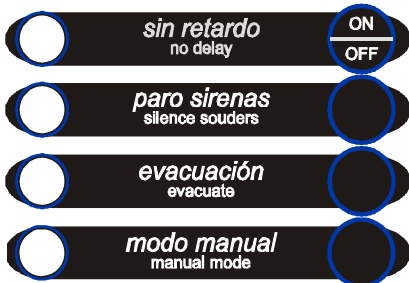 sin retardo
no delay
ON
OFF
paro sirenas
silence souders
evacuación
evacuate
modo manual
manual mode